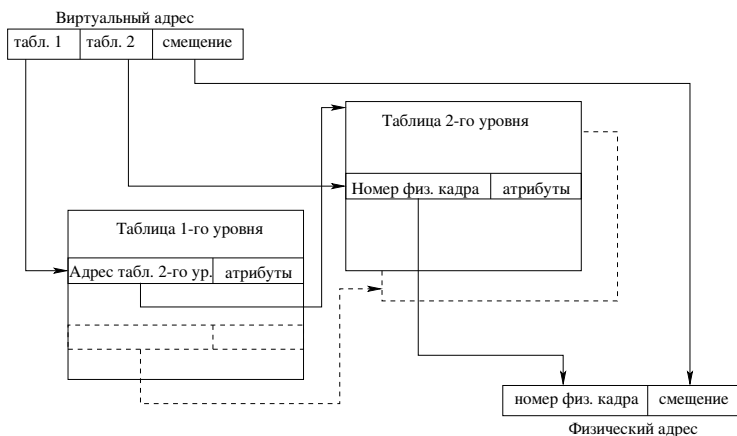 Виртуальный адрес
табл. 1 табл. 2 смещение
Таблица 2-го уровня
Номер физ. кадра атрибуты
Таблица 1-го уровня
Адрес табл. 2-го ур. атрибуты
номер физ. кадра смещение
Физический адрес